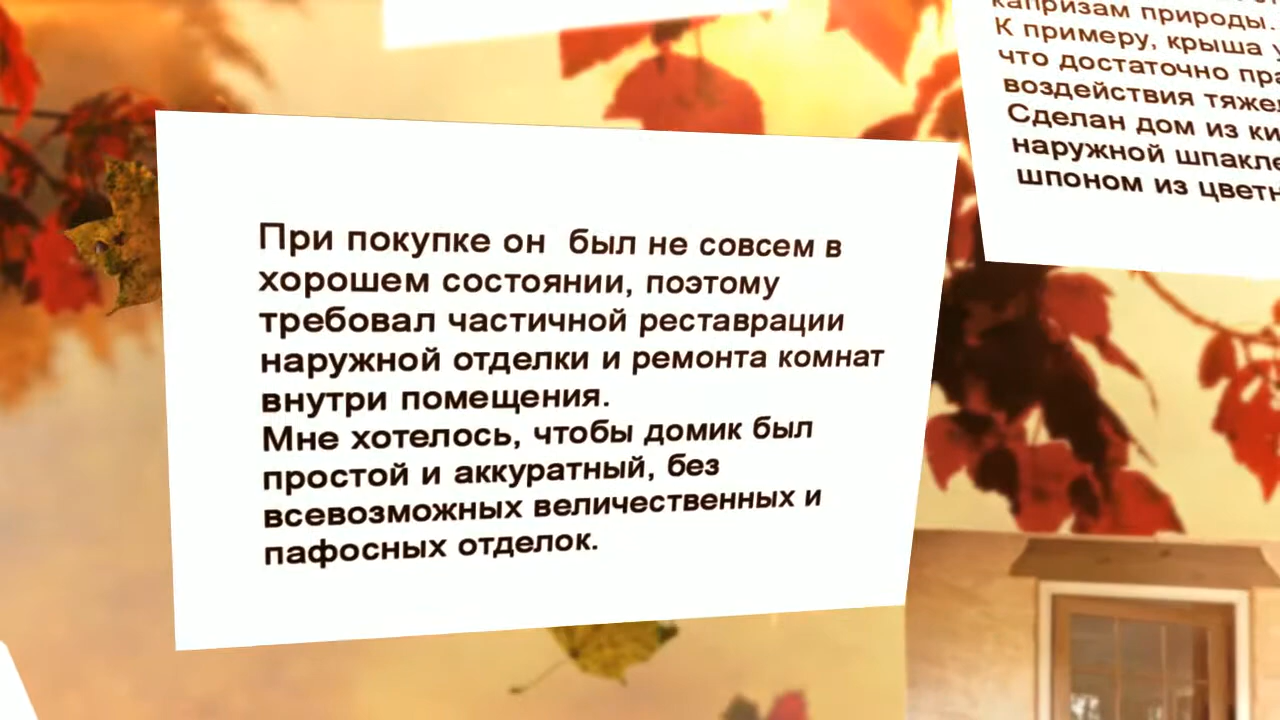 При покупке он был не совсем в
хорошем состоянии, поэтому
требовал частичной реставрации
наружной отделки и ремонта комнат
внутри помещения.
Мне хотелось, чтобы домик был
простой и аккуратный, без
всевозможных величественных и
пафосных отделок.
капризам природы.
К примеру, крыша
что достаточно
воздействия
Сделан дом из
наружной
шпоном из